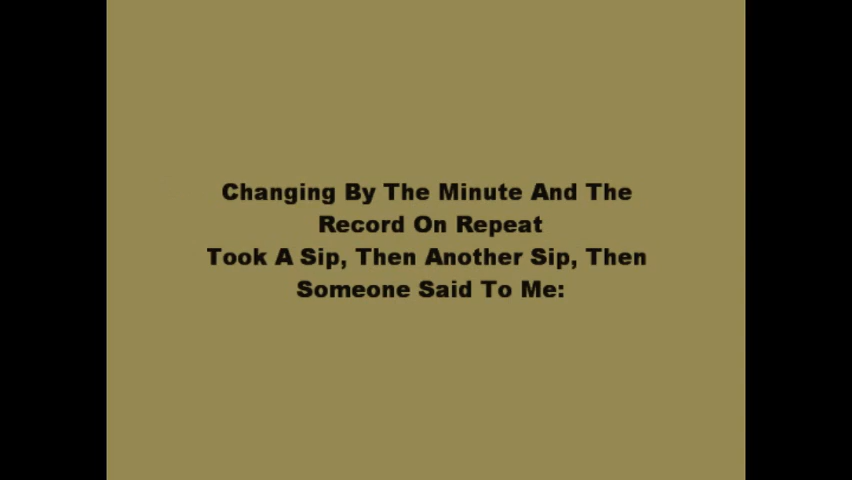 Changing By The Minute And The
Record On Repeat
Took A Sip, Then Another Sip, Then
Someone Said To Me: